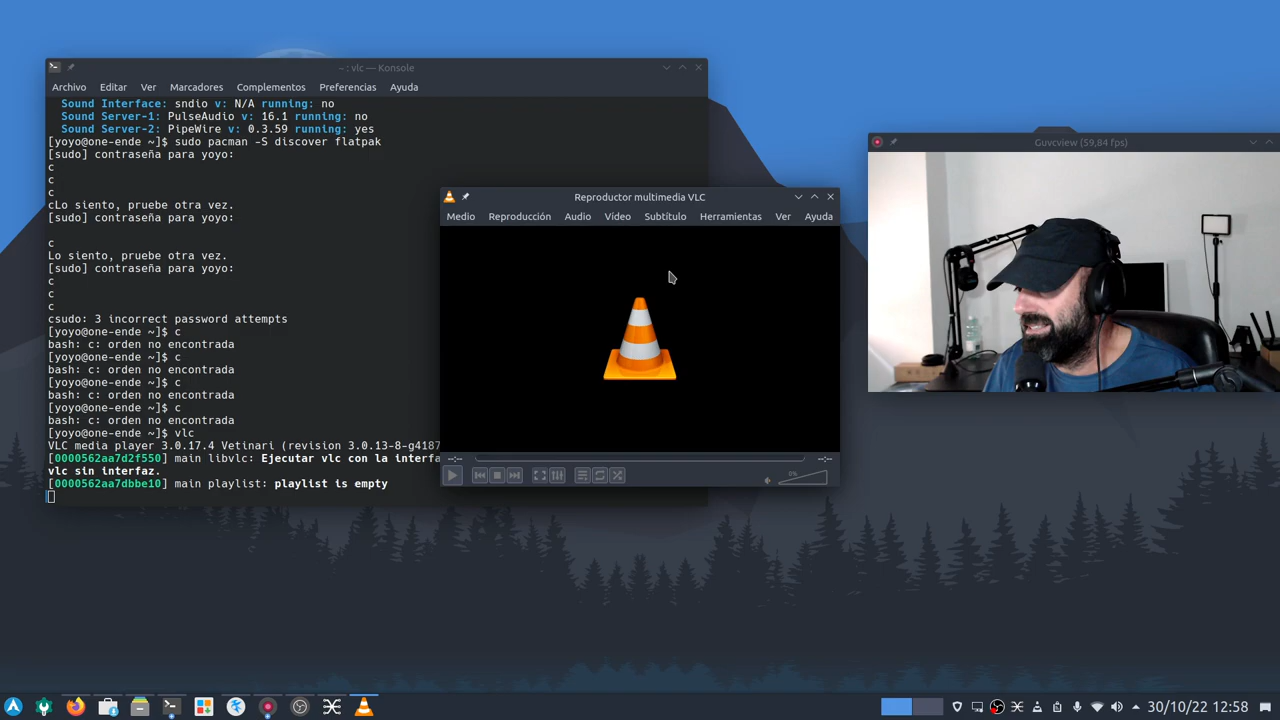 ~ : vlc — Konsole
Archivo Editar Ver Marcadores Complementos Preferencias Ayuda
Sound Interface: sndio v: N/A running: no
Sound Server-1: PulseAudio v: 16.1 running: no
Sound Server-2: PipeWire v: 0.3.59 running: yes
[yoyo@one-ende ~]$ sudo pacman -S discover flatpak
[sudo] contraseña para yoyo:
c
c
c
cLo siento, pruebe otra vez.
[sudo] contraseña para yoyo:
c
Lo siento, pruebe otra vez.
[sudo] contraseña para yoyo:
c
c
c
csudo: 3 incorrect password attempts
[yoyo@one-ende ~]$ c
bash: c: orden no encontrada
[yoyo@one-ende ~]$ c
bash: c: orden no encontrada
[yoyo@one-ende ~]$ c
bash: c: orden no encontrada
[yoyo@one-ende ~]$ c
bash: c: orden no encontrada
[yoyo@one-ende ~]$ vlc
VLC media player 3.0.17.4 Vetinari (revision 3.0.13-8-g4187
[0000562aa7d2f550] main libvlc: Ejecutar vlc con la interfa
vlc sin interfaz.
[0000562aa7dbbe10] main playlist: playlist is empty
Reproductor multimedia VLC
Medio Reproducción Audio Vídeo Subtítulo Herramientas Ver Ayuda
--:-- --:--
0%
Guvcview (59,84 fps)
30/10/22 12:58